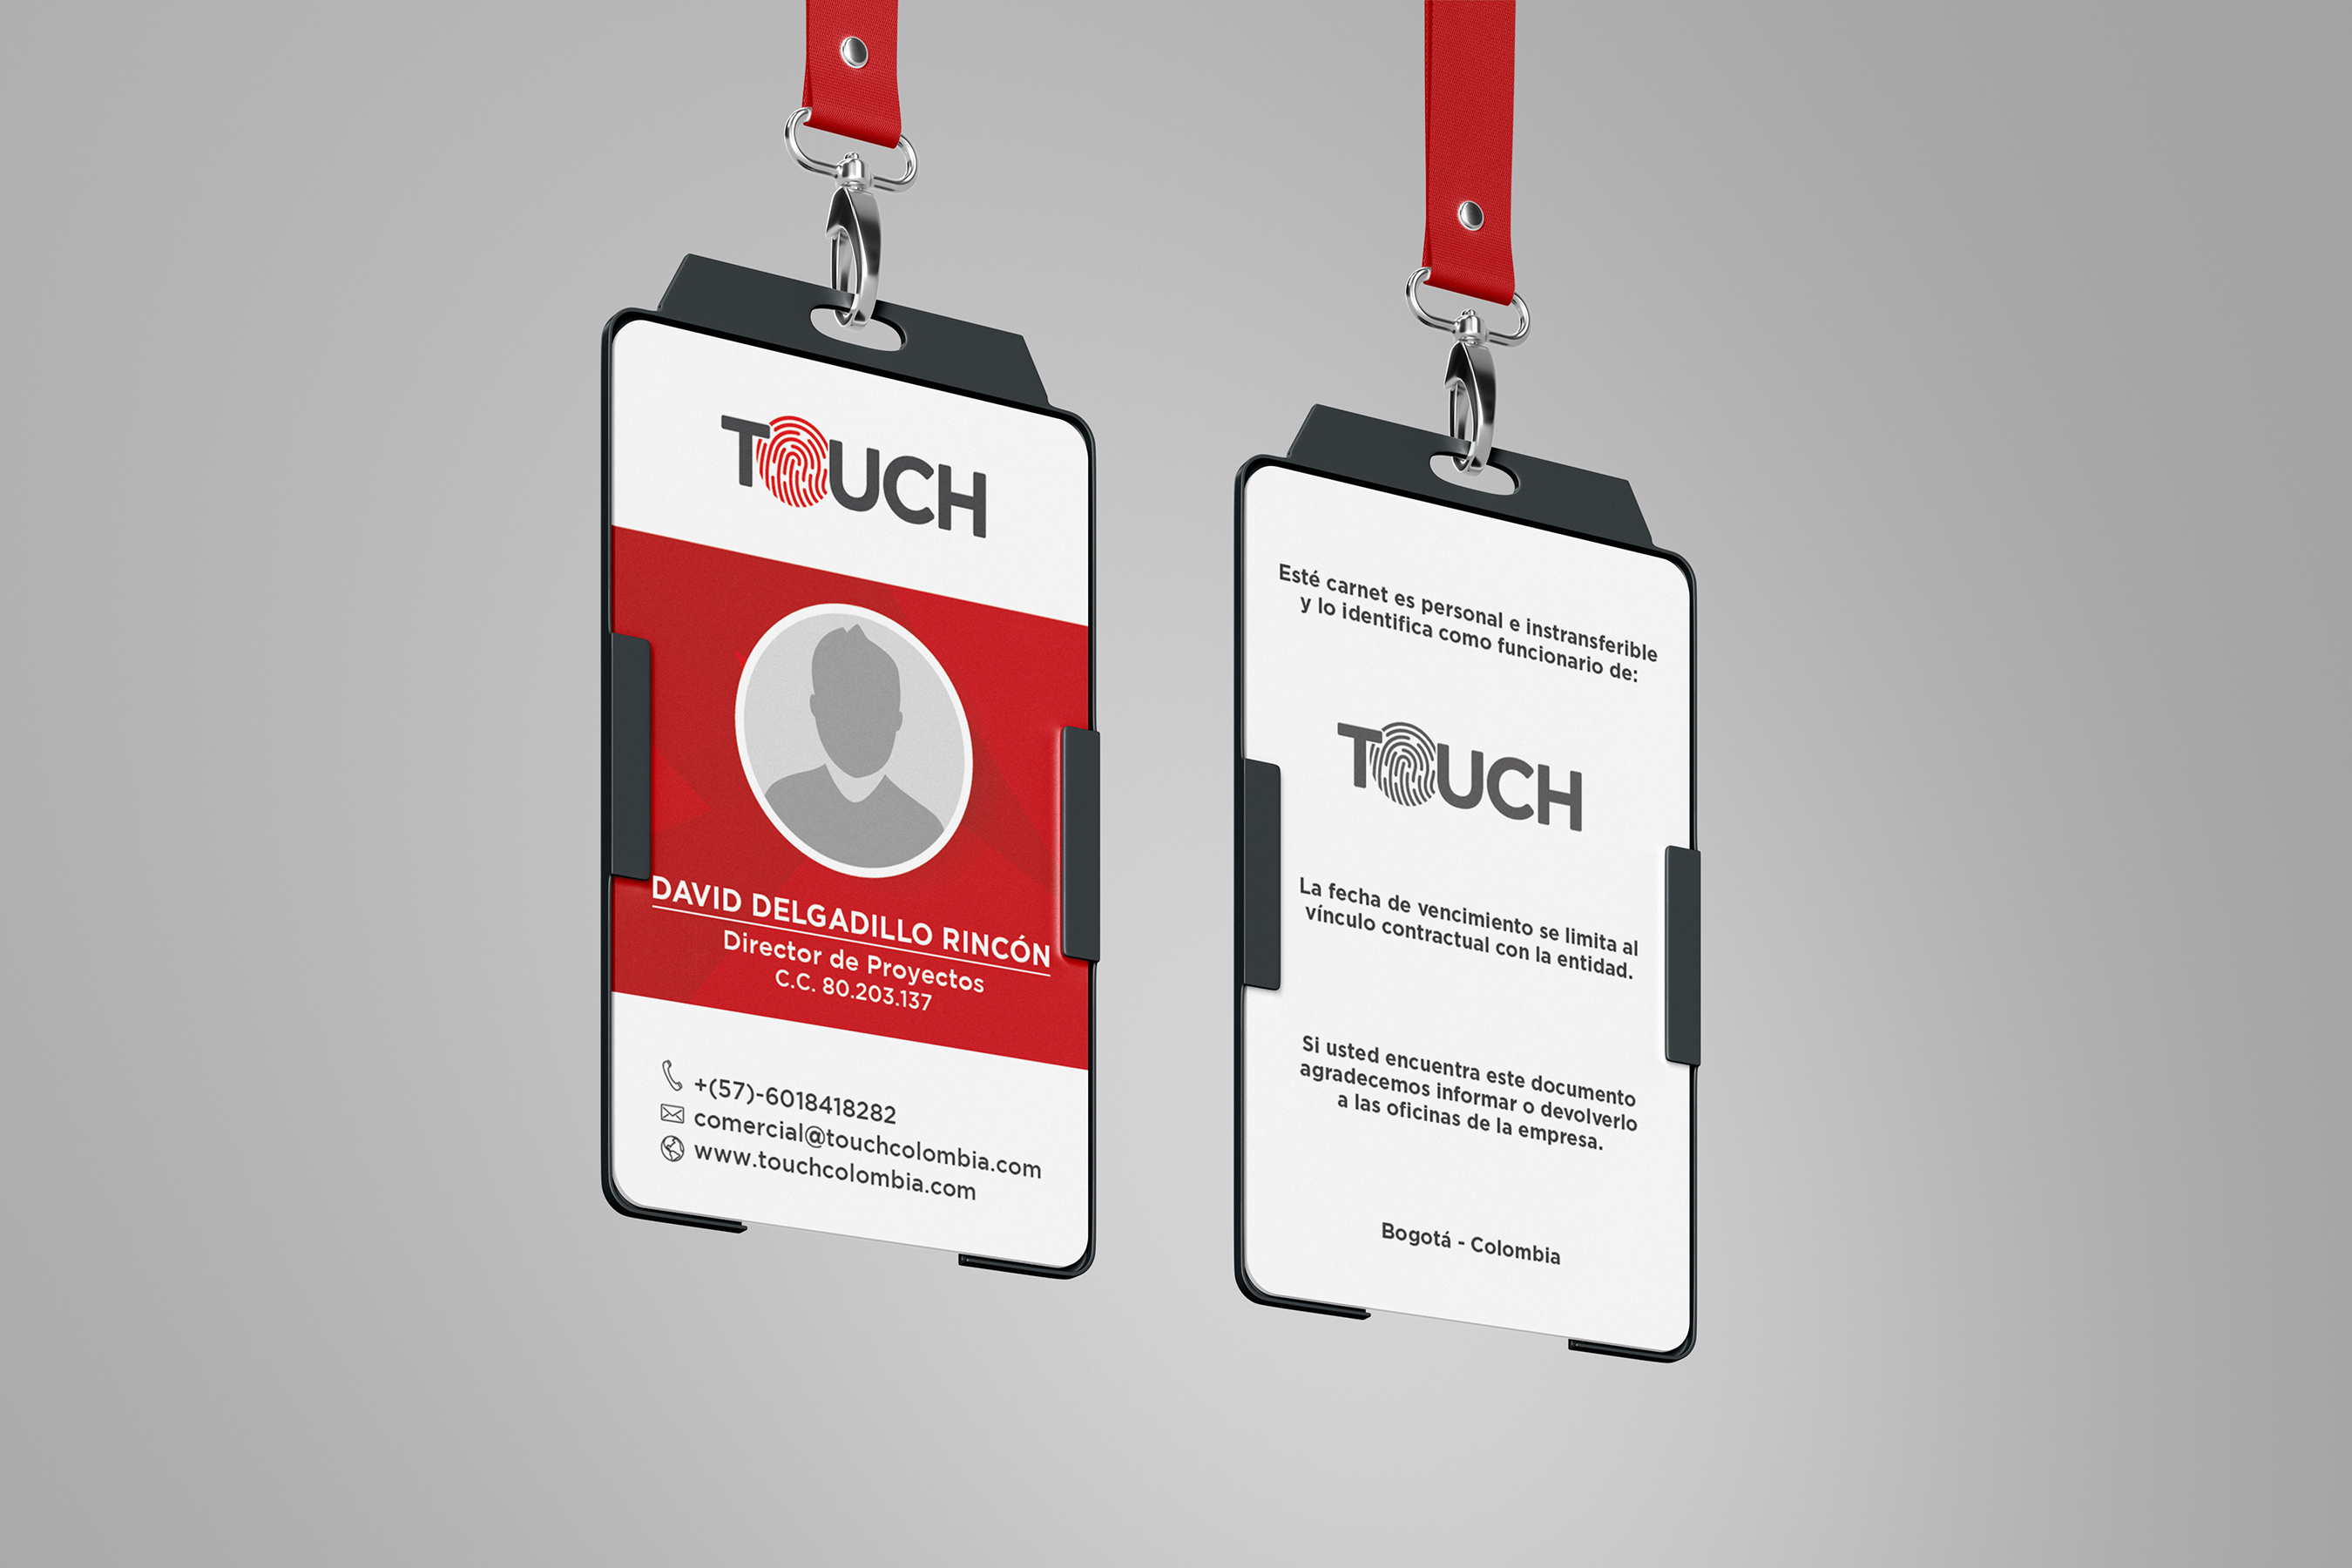 TOUCH
DAVID DELGADILLO RINCÓN
Director de Proyectos
C.C. 80.203.137
+(57)-6018418282
comercial@touchcolombia.com
www.touchcolombia.com
Esté carnet es personal e instransferible
y lo identifica como funcionario de:
TOUCH
La fecha de vencimiento se limita al
vínculo contractual con la entidad.
Si usted encuentra este documento
agradecemos informar o devolverlo
a las oficinas de la empresa.
Bogotá - Colombia